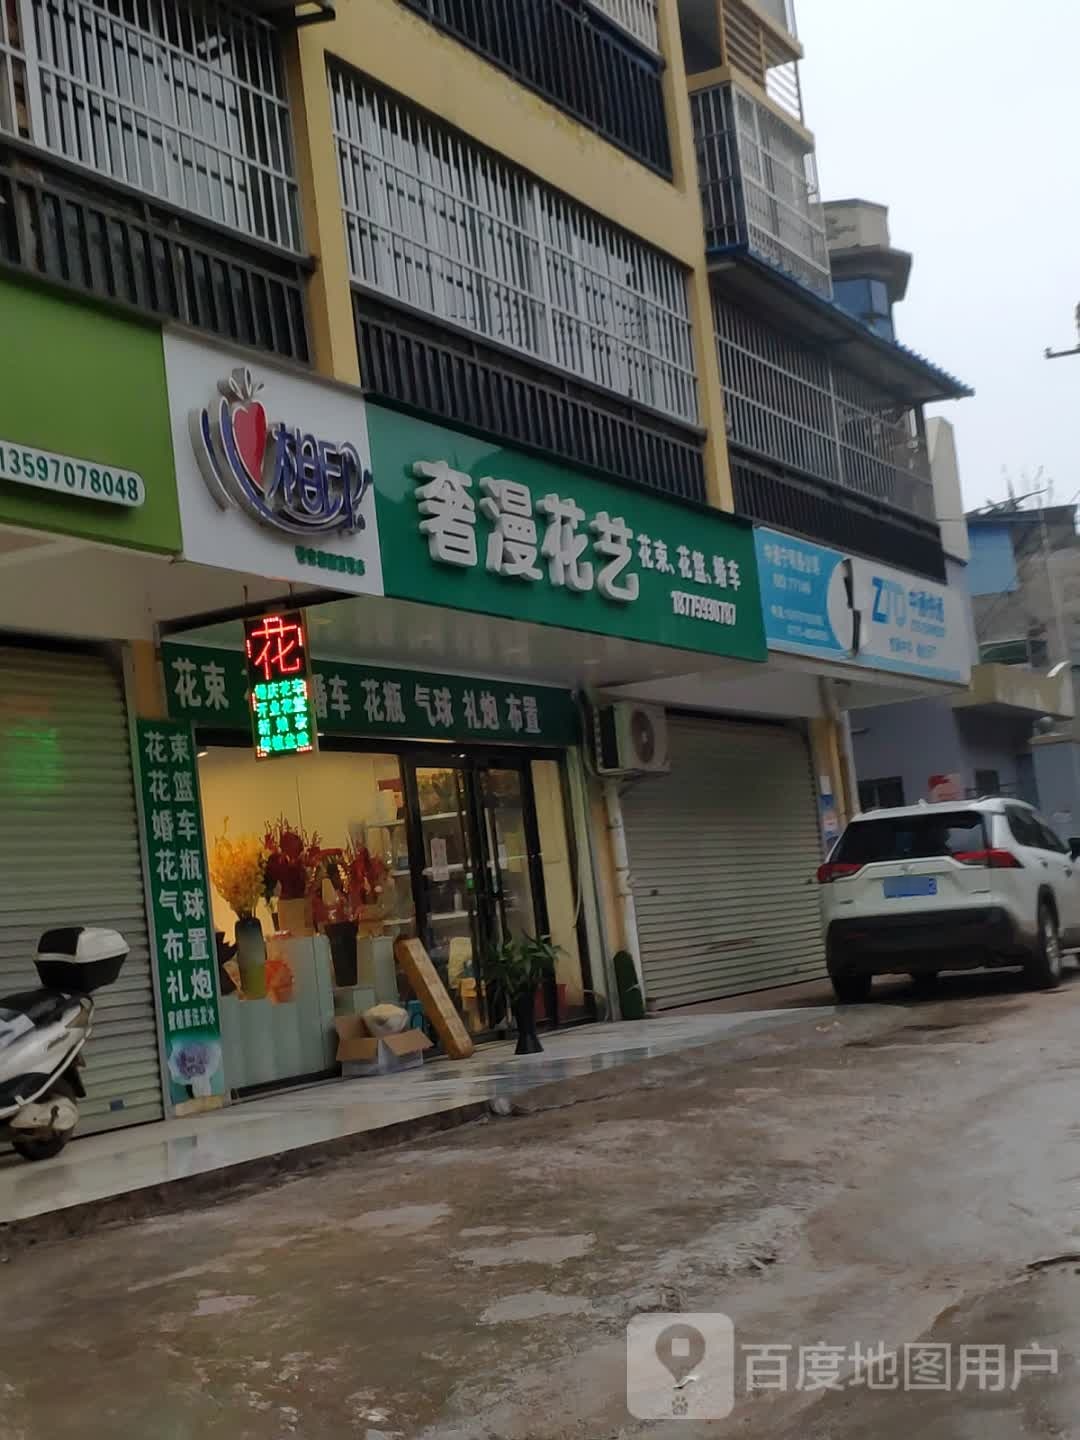 13597078048
心相印
奢漫花艺
花束、花篮、婚车
18775930787
ZTO 中通快递
花
花束
婚车 花瓶 气球 礼炮 布置
花束
花篮
婚车
花瓶
气球
布置
礼炮
百度地图用户